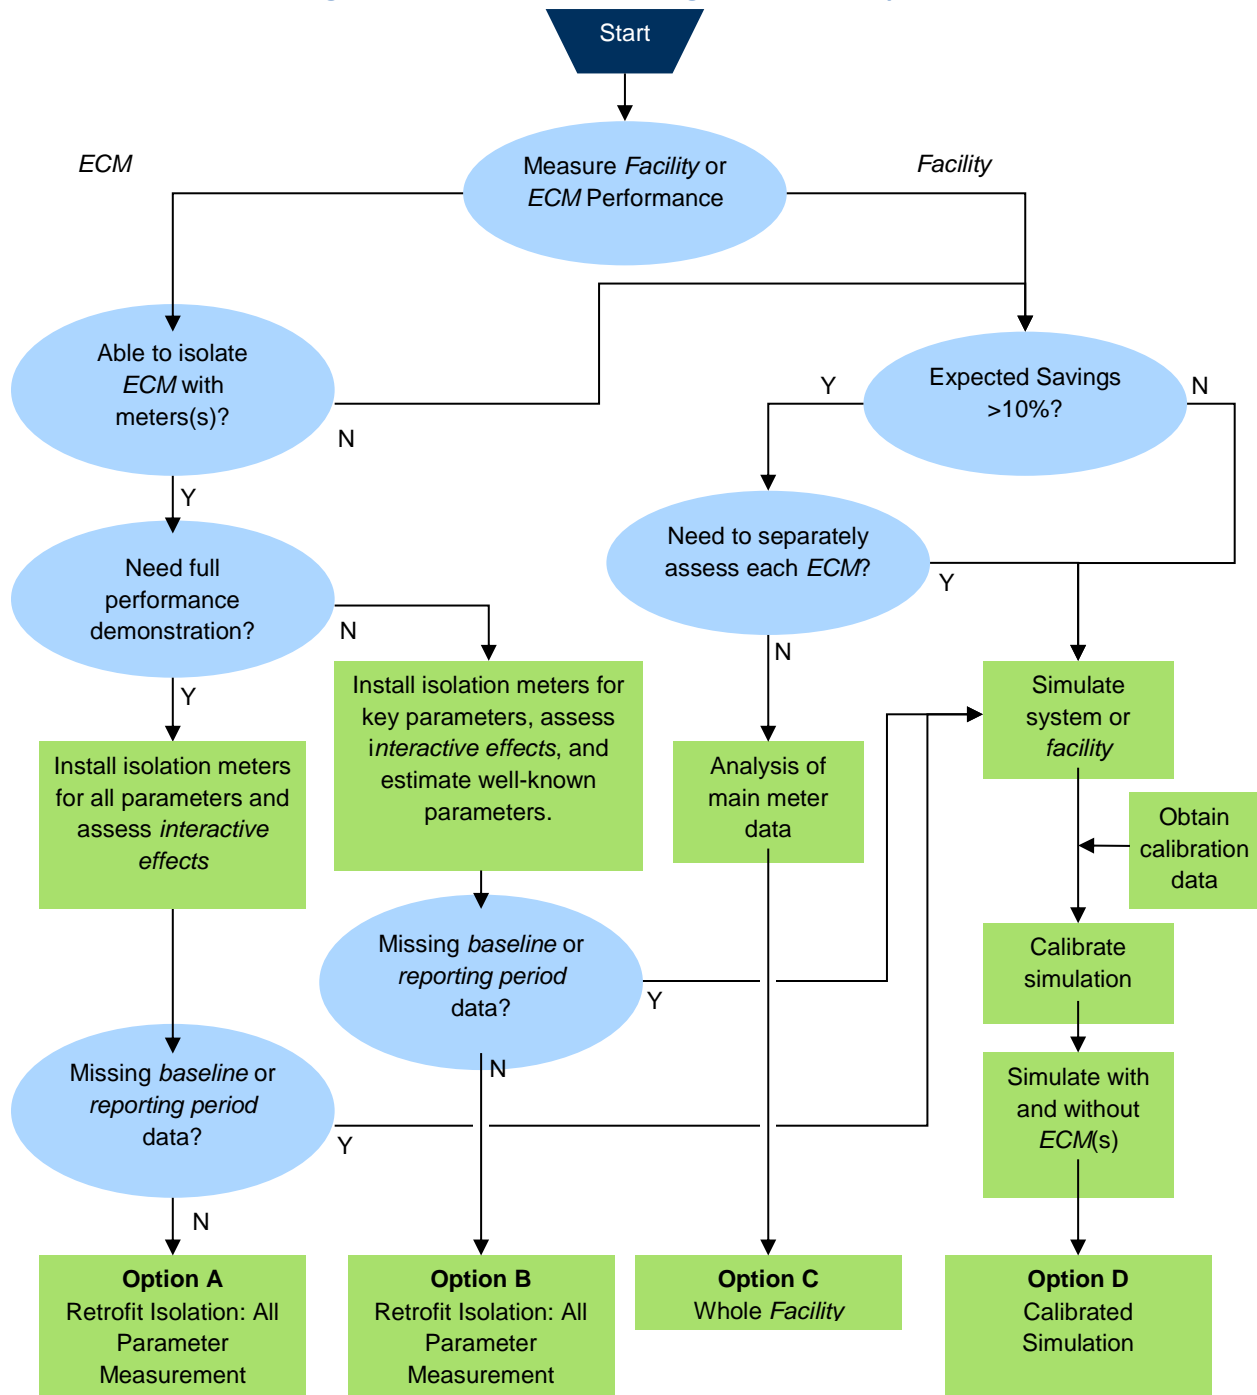 Start
Measure Facility or
ECM Performance
ECM
Facility
Able to isolate
ECM with
meters(s)?
N
Y
Expected Savings
>10%?
Y
N
Need to separately
assess each ECM?
Y
N
Need full
performance
demonstration?
N
Y
Install isolation meters for
key parameters, assess
interactive effects, and
estimate well-known
parameters.
Simulate
system or
facility
Install isolation meters
for all parameters and
assess interactive
effects
Analysis of
main meter
data
Obtain
calibration
data
Missing baseline or
reporting period
data?
Y
N
Calibrate
simulation
Missing baseline or
reporting period
data?
Y
N
Simulate with
and without
ECM(s)
Option A
Retrofit Isolation: All
Parameter
Measurement
Option B
Retrofit Isolation: All
Parameter
Measurement
Option C
Whole Facility
Option D
Calibrated
Simulation